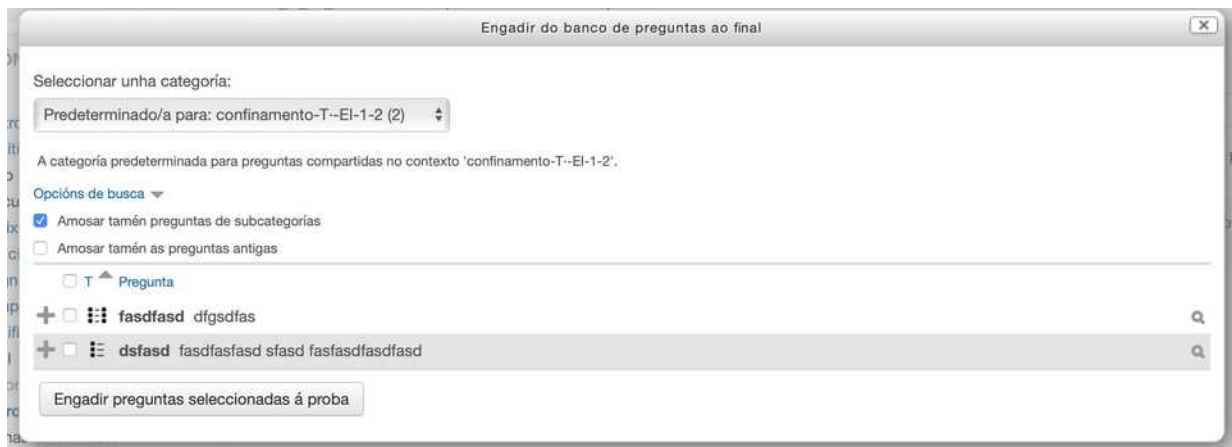 Engadir do banco de preguntas ao final
Seleccionar unha categoría:
Predeterminado/a para: confinamento-T--EI-1-2 (2)
A categoría predeterminada para preguntas compartidas no contexto 'confinamento-T--EI-1-2'.
Opcións de busca
Amosar tamén preguntas de subcategorías
Amosar tamén as preguntas antigas
T Pregunta
fasdfasd dfgsdfas
dsfasd fasdfasfasd sfasd fasfasdfasdfasd
Engadir preguntas seleccionadas á proba